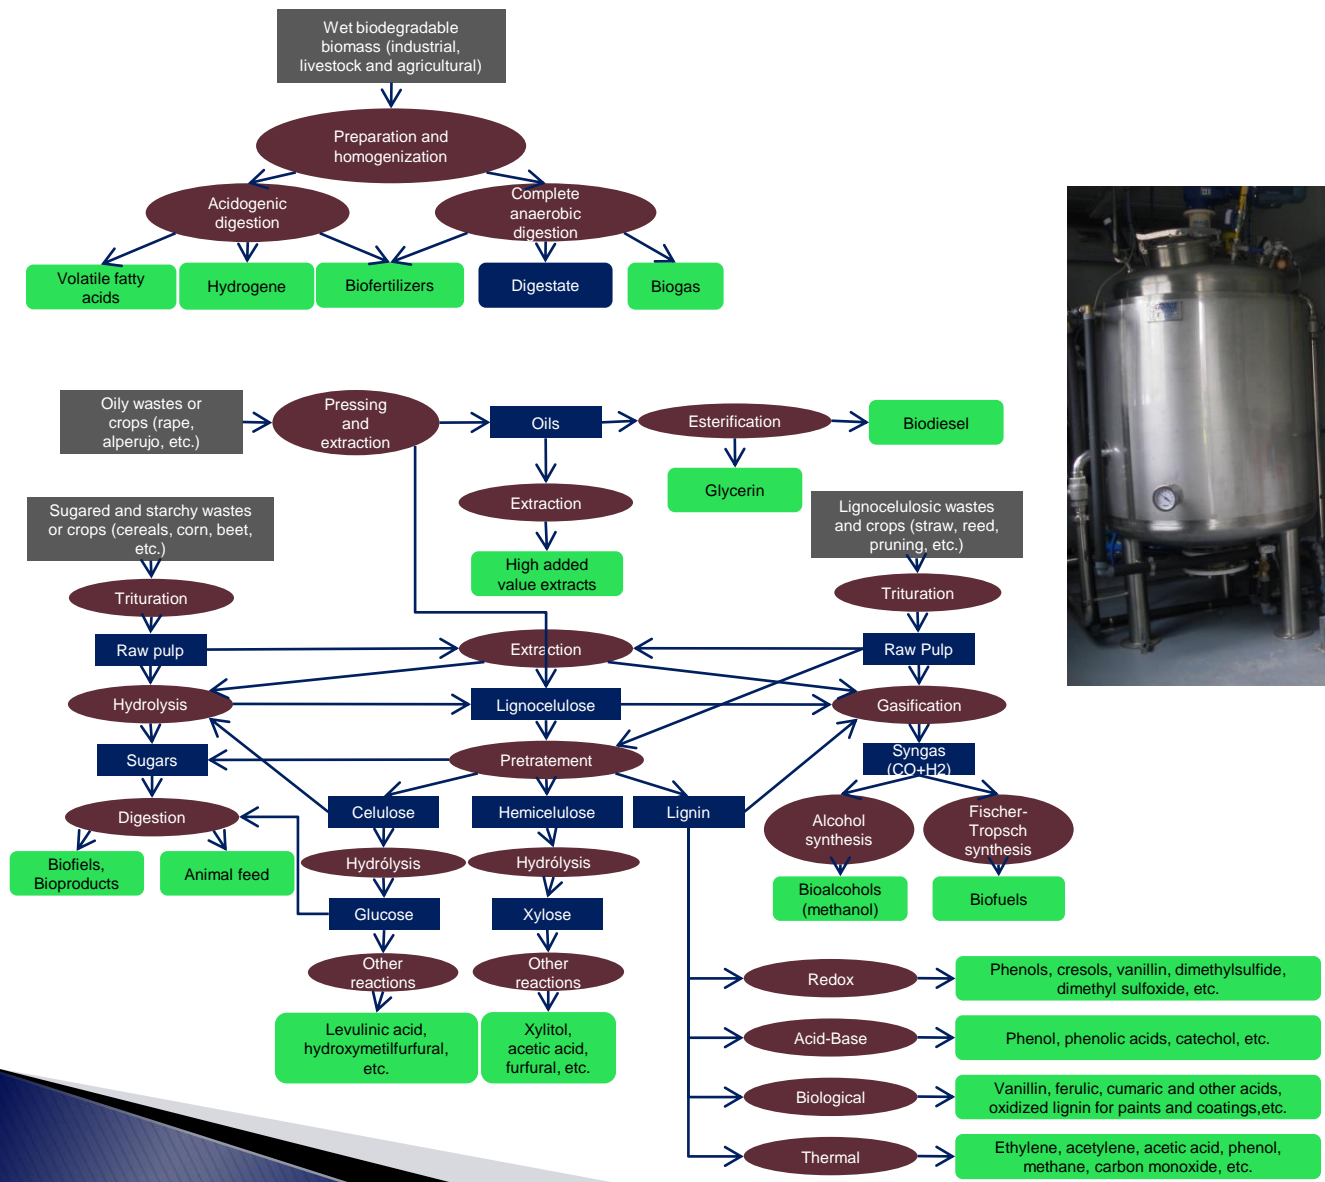 Wet biodegradable
biomass (industrial,
livestock and agricultural)
Preparation and
homogenization
Acidogenic
digestion
Complete
anaerobic
digestion
Volatile fatty
acids
Hydrogene
Biofertilizers
Digestate
Biogas
Oily wastes or
crops (rape,
alperujo, etc.)
Pressing
and
extraction
Oils
Esterification
Biodiesel
Glycerin
Extraction
High added
value extracts
Sugared and starchy wastes
or crops (cereals, corn, beet,
etc.)
Lignocelulosic wastes
and crops (straw, reed,
pruning, etc.)
Trituration
Trituration
Raw pulp
Extraction
Raw Pulp
Hydrolysis
Lignocelulose
Gasification
Sugars
Pretratement
Syngas
(CO+H2)
Digestion
Celulose
Hemicelulose
Lignin
Alcohol
synthesis
Fischer-
Tropsch
synthesis
Biofiels,
Bioproducts
Animal feed
Hydrólysis
Hydrólysis
Bioalcohols
(methanol)
Biofuels
Glucose
Xylose
Other
reactions
Other
reactions
Levulinic acid,
hydroxymetilfurfural,
etc.
Xylitol,
acetic acid,
furfural, etc.
Redox
Phenols, cresols, vanillin, dimethylsulfide,
dimethyl sulfoxide, etc.
Acid-Base
Phenol, phenolic acids, catechol, etc.
Biological
Vanillin, ferulic, cumaric and other acids,
oxidized lignin for paints and coatings,etc.
Thermal
Ethylene, acetylene, acetic acid, phenol,
methane, carbon monoxide, etc.